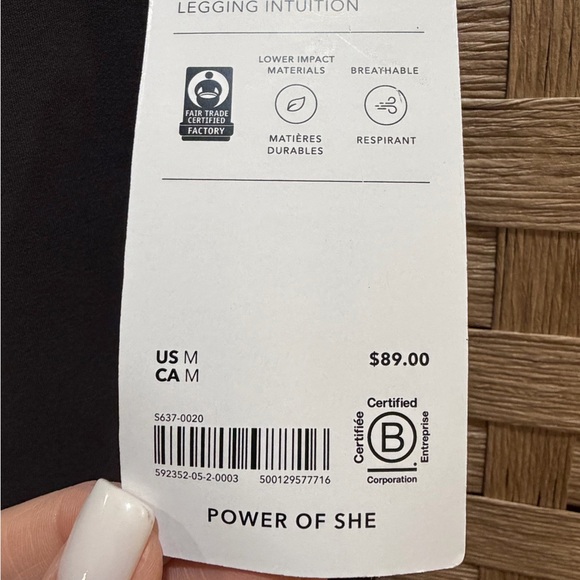 LEGGING INTUITION
LOWER IMPACT
MATERIALS
BREATHABLE
FAIR TRADE
CERTIFIED
FACTORY
MATIÈRES
DURABLES
RESPIRANT
US M
CA M
$89.00
S637-0020
592352-05-2-0003 500129577716
Certified
Certifiée
B
Entreprise
Corporation
POWER OF SHE